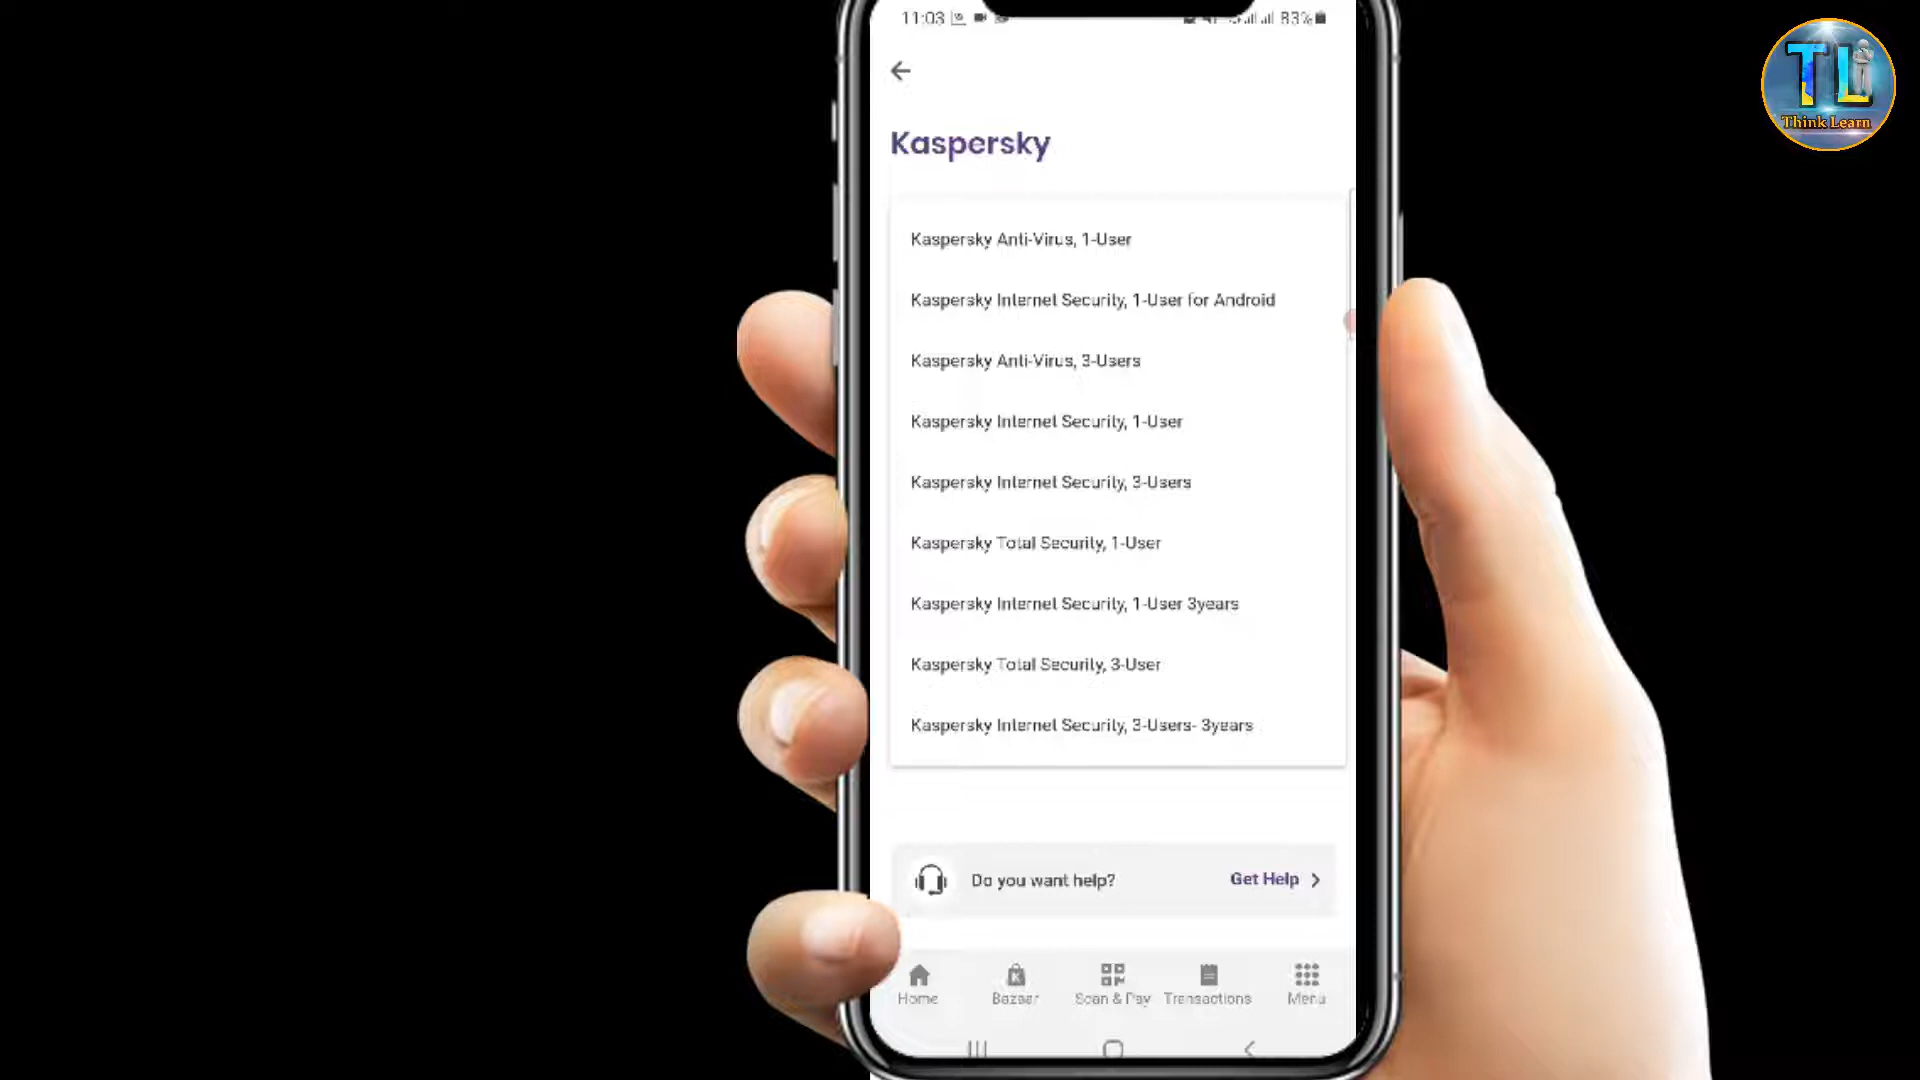 11:03
83%
TL
Think Learn
Kaspersky
Kaspersky Anti-Virus, 1-User
Kaspersky Internet Security, 1-User for Android
Kaspersky Anti-Virus, 3-Users
Kaspersky Internet Security, 1-User
Kaspersky Internet Security, 3-Users
Kaspersky Total Security, 1-User
Kaspersky Internet Security, 1-User 3years
Kaspersky Total Security, 3-User
Kaspersky Internet Security, 3-Users- 3years
Do you want help?
Get Help
Home
Bazaar
Scan & Pay
Transactions
Menu